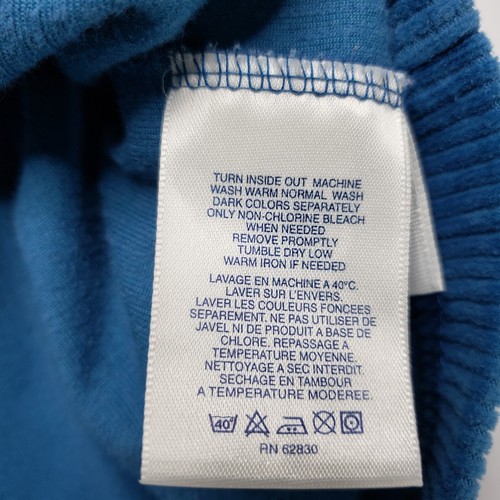 TURN INSIDE OUT MACHINE
WASH WARM NORMAL WASH
DARK COLORS SEPARATELY
ONLY NON-CHLORINE BLEACH
WHEN NEEDED
REMOVE PROMPTLY
TUMBLE DRY LOW
WARM IRON IF NEEDED
LAVAGE EN MACHINE A 40°C.
LAVER SUR L'ENVERS.
LAVER LES COULEURS FONCEES
SEPAREMENT. NE PAS UTILISER DE
JAVEL NI DE PRODUIT A BASE DE
CHLORE. REPASSAGE A
TEMPERATURE MOYENNE.
NETTOYAGE A SEC INTERDIT.
SECHAGE EN TAMBOUR
A TEMPERATURE MODEREE.
40°
RN 62830